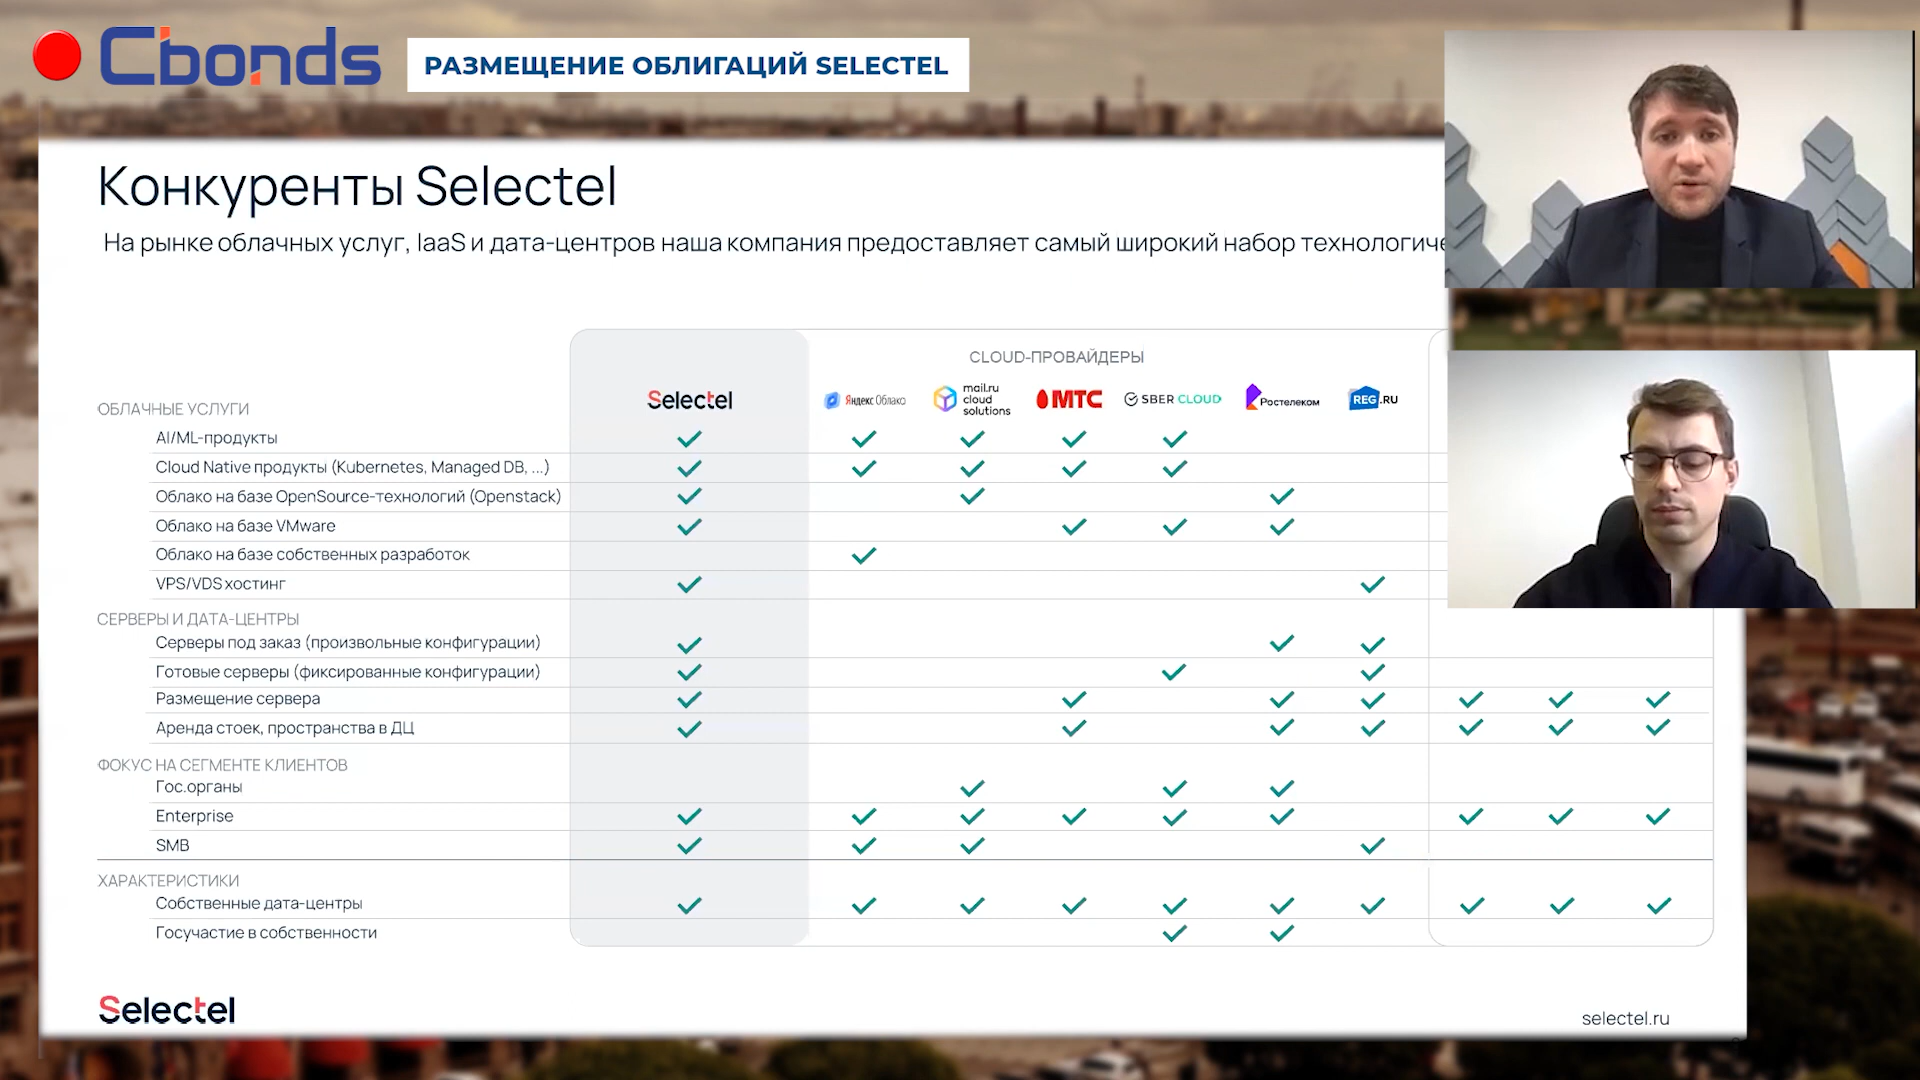 Cbonds
РАЗМЕЩЕНИЕ ОБЛИГАЦИЙ SELECTEL
Конкуренты Selectel
На рынке облачных услуг, IaaS и дата-центров наша компания предоставляет самый широкий набор
CLOUD-ПРОВАЙДЕРЫ
Selectel
Яндекс Облако
mail.ru
cloud
solutions
МТС
SBER CLOUD
Ростелеком
REG.RU
ОБЛАЧНЫЕ УСЛУГИ
AI/ML-продукты
Cloud Native продукты (Kubernetes, Managed DB, ...)
Облако на базе OpenSource-технологий (Openstack)
Облако на базе VMware
Облако на базе собственных разработок
VPS/VDS хостинг
СЕРВЕРЫ И ДАТА-ЦЕНТРЫ
Серверы под заказ (произвольные конфигурации)
Готовые серверы (фиксированные конфигурации)
Размещение сервера
Аренда стоек, пространства в ДЦ
ФОКУС НА СЕГМЕНТЕ КЛИЕНТОВ
Гос.органы
Enterprise
SMB
ХАРАКТЕРИСТИКИ
Собственные дата-центры
Госучастие в собственности
Selectel
selectel.ru